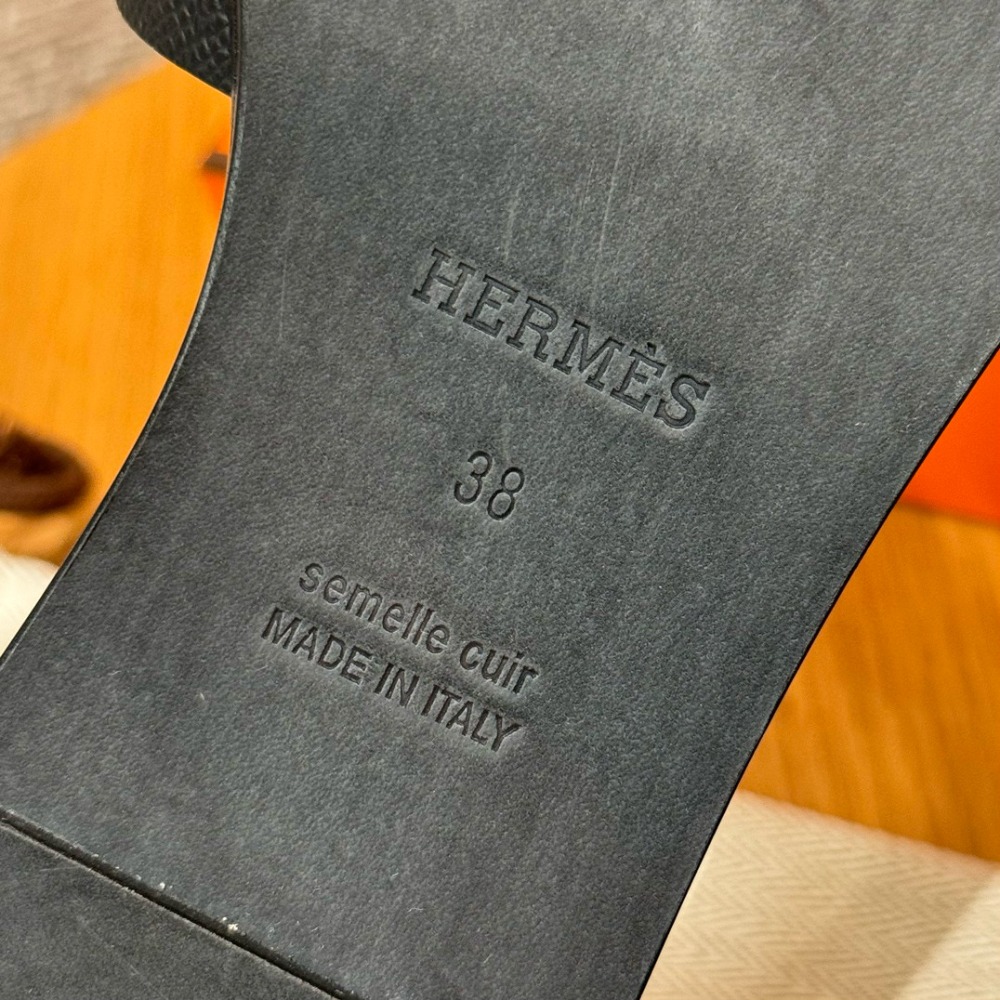 HERMÈS
38
semelle cuir
MADE IN ITALY